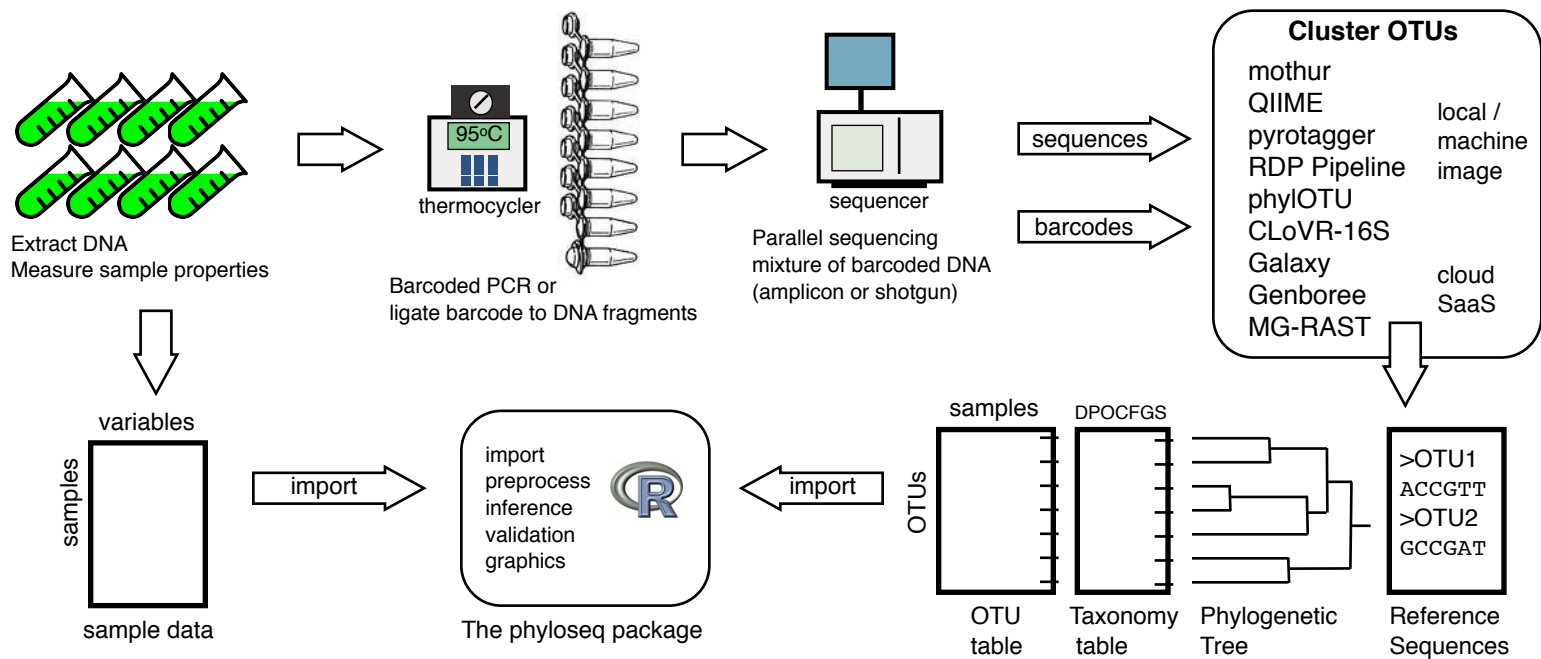 Extract DNA
Measure sample properties
95oC
thermocycler
Barcoded PCR or
ligate barcode to DNA fragments
sequencer
Parallel sequencing
mixture of barcoded DNA
(amplicon or shotgun)
sequences
barcodes
Cluster OTUs
mothur
QIIME
pyrotagger
RDP Pipeline
phylOTU
CLoVR-16S
Galaxy
Genboree
MG-RAST
local /
machine
image
cloud
SaaS
variables
samples
sample data
import
import
preprocess
inference
validation
graphics
R
The phyloseq package
import
samples
OTUs
OTU
table
DPOCFGS
Taxonomy
table
Phylogenetic
Tree
>OTU1
ACCGTT
>OTU2
GCCGAT
Reference
Sequences